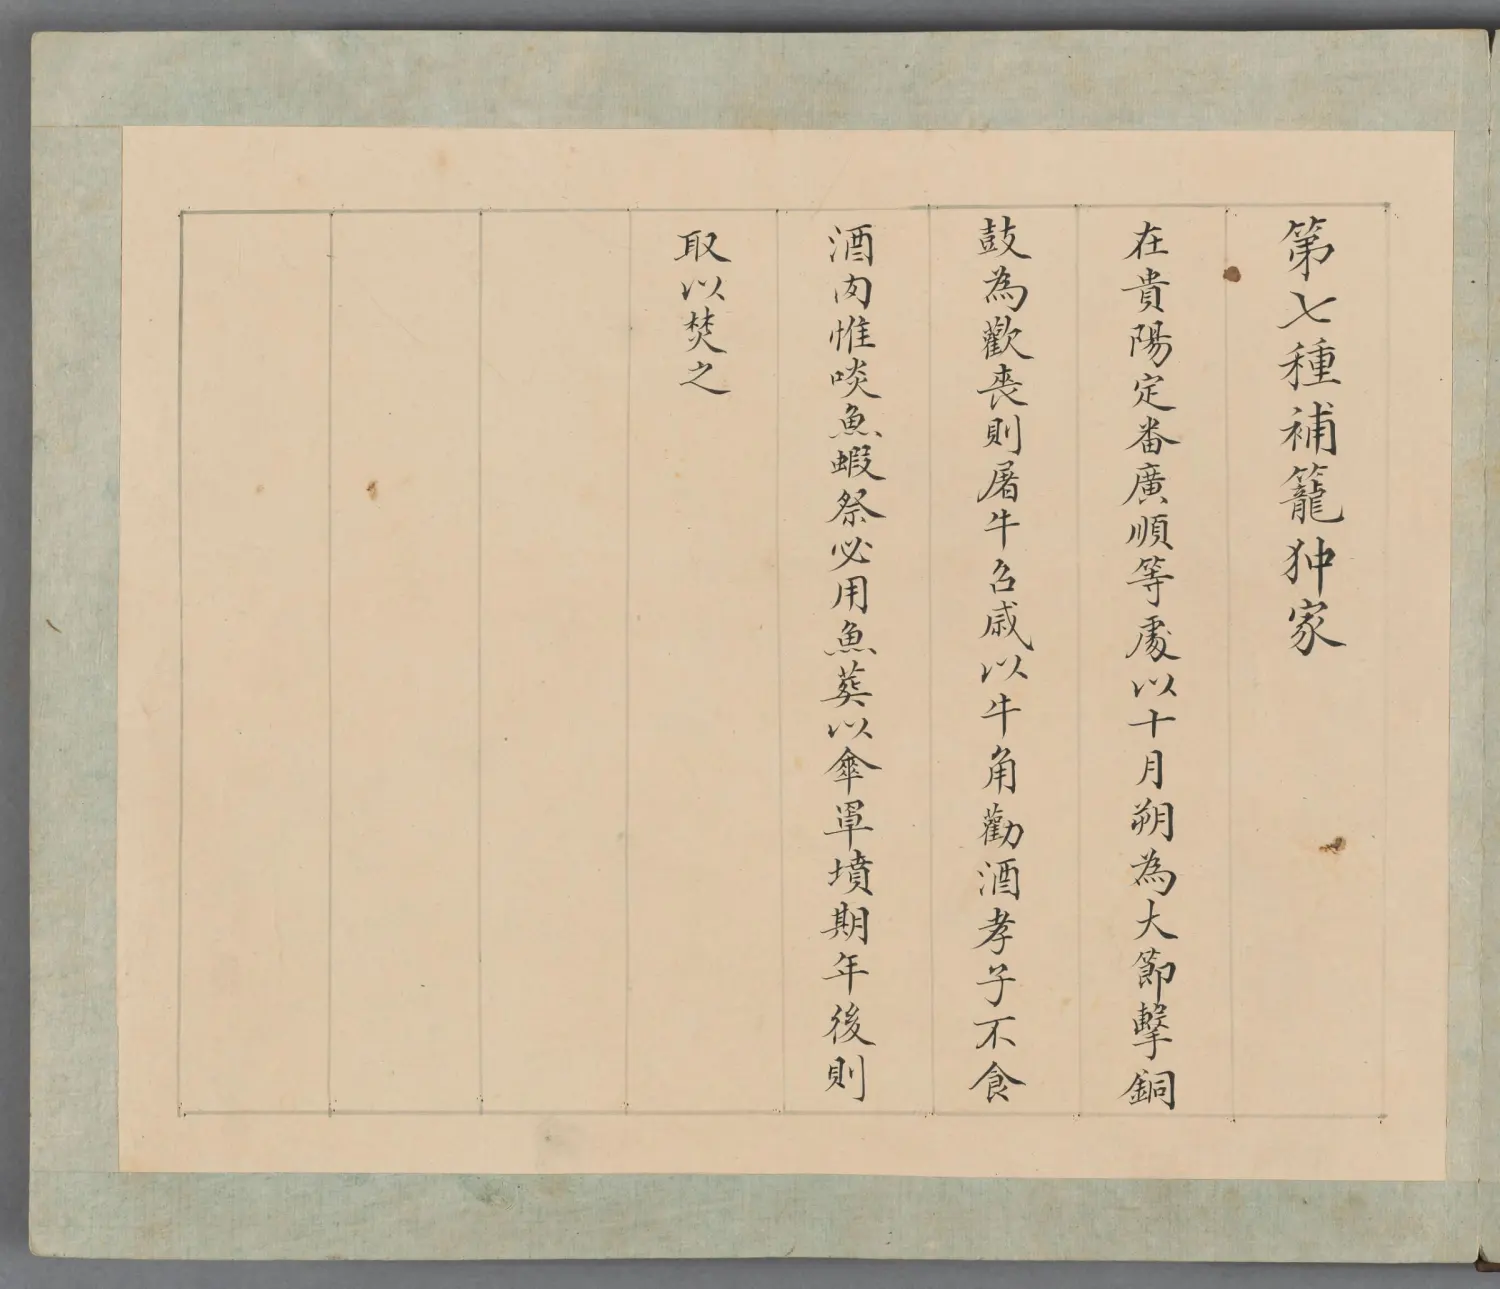 第七種補籠狆家
在貴陽定番廣順等處以十月朔為大節擊銅
鼓為歡喪則屠牛召戚以牛角勸酒孝子不食
酒肉惟啖魚蝦祭必用魚葬以傘罩墳期年後則
取以焚之